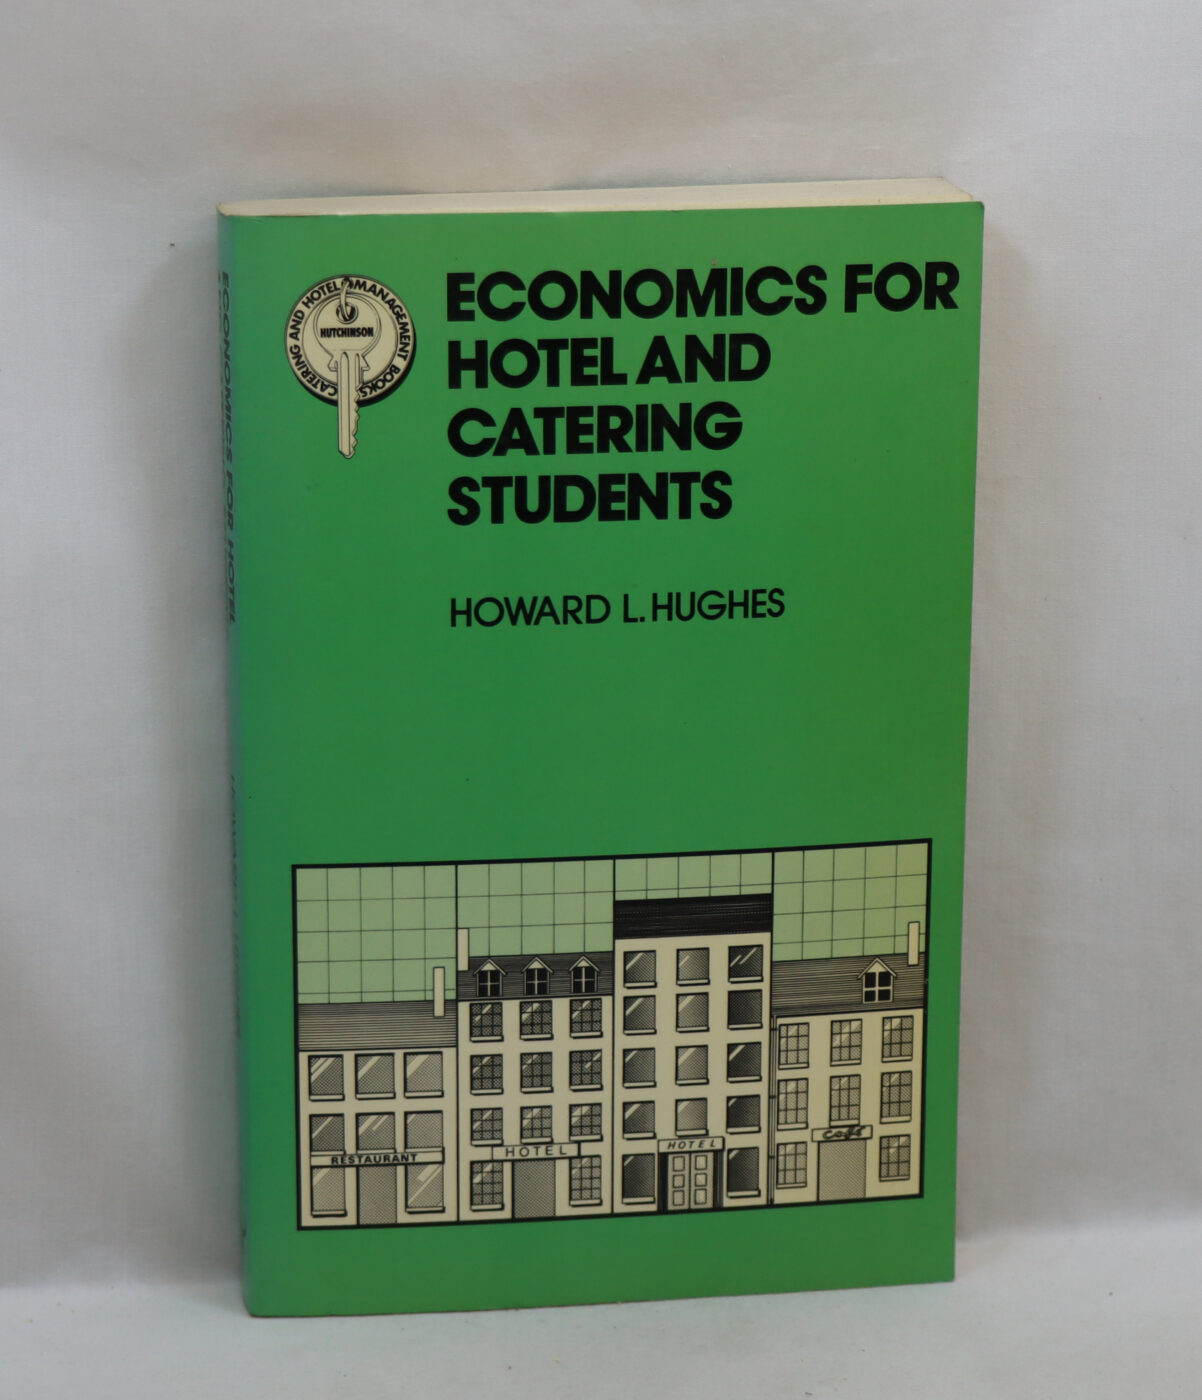 ECONOMICS FOR
HOTEL AND
CATERING
STUDENTS
HOWARD L. HUGHES
CATERING AND HOTEL MANAGEMENT BOOKS
HUTCHINSON
RESTAURANT
HOTEL
HOTEL
Café
ECONOMICS FOR HOTEL